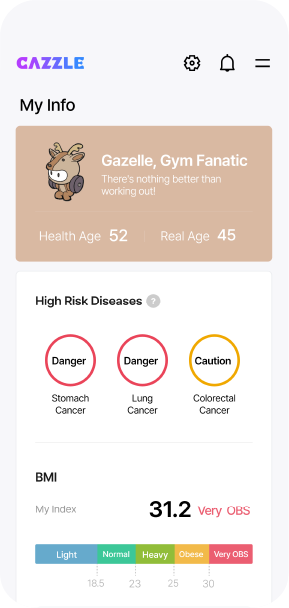 GAZZLE
My Info
Gazelle, Gym Fanatic
There's nothing better than
working out!
Health Age 52 Real Age 45
High Risk Diseases ?
Danger Danger Caution
Stomach Lung Colorectal
Cancer Cancer Cancer
BMI
My Index 31.2 Very OBS
Light Normal Heavy Obese Very OBS
18.5 23 25 30